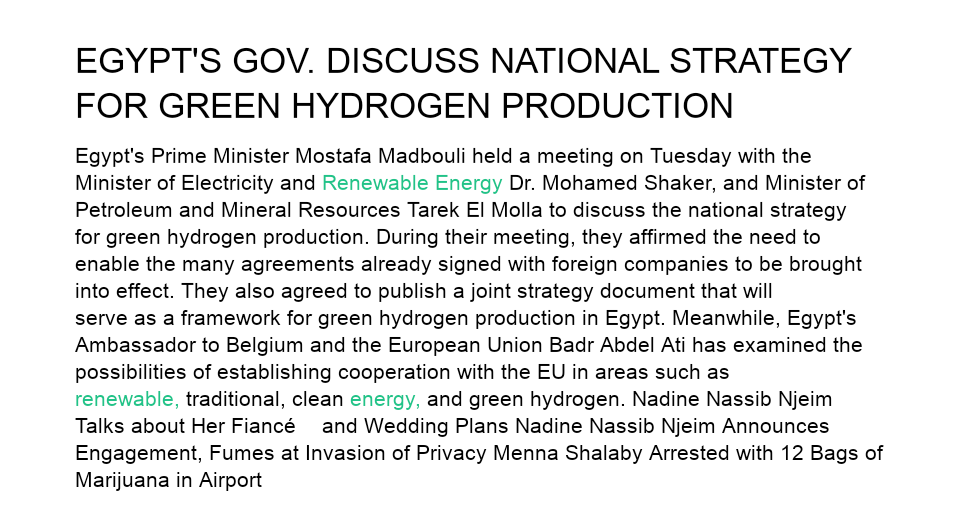 EGYPT'S GOV. DISCUSS NATIONAL STRATEGY
FOR GREEN HYDROGEN PRODUCTION
Egypt's Prime Minister Mostafa Madbouli held a meeting on Tuesday with the
Minister of Electricity and Renewable Energy Dr. Mohamed Shaker, and Minister of
Petroleum and Mineral Resources Tarek El Molla to discuss the national strategy
for green hydrogen production. During their meeting, they affirmed the need to
enable the many agreements already signed with foreign companies to be brought
into effect. They also agreed to publish a joint strategy document that will
serve as a framework for green hydrogen production in Egypt. Meanwhile, Egypt's
Ambassador to Belgium and the European Union Badr Abdel Ati has examined the
possibilities of establishing cooperation with the EU in areas such as
renewable, traditional, clean energy, and green hydrogen. Nadine Nassib Njeim
Talks about Her Fiancé and Wedding Plans Nadine Nassib Njeim Announces
Engagement, Fumes at Invasion of Privacy Menna Shalaby Arrested with 12 Bags of
Marijuana in Airport